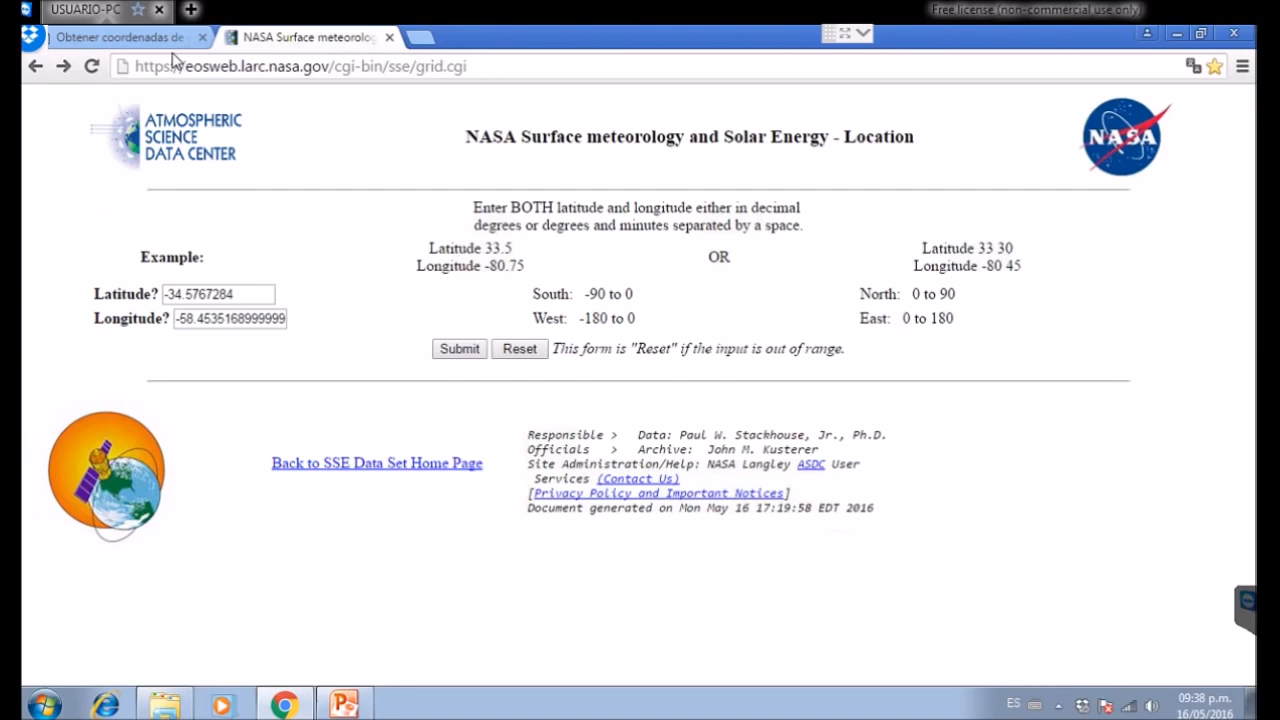 USUARIO-PC
Free license (non-commercial use only)
Obtener coordenadas de
NASA Surface meteorolog
https://eosweb.larc.nasa.gov/cgi-bin/sse/grid.cgi
ATMOSPHERIC
SCIENCE
DATA CENTER
NASA Surface meteorology and Solar Energy - Location
NASA
Enter BOTH latitude and longitude either in decimal
degrees or degrees and minutes separated by a space.
Example:
Latitude 33.5
Longitude -80.75
OR
Latitude 33 30
Longitude -80 45
Latitude? -34.5767284 South: -90 to 0 North: 0 to 90
Longitude? -58.4535168999999 West: -180 to 0 East: 0 to 180
Submit Reset This form is "Reset" if the input is out of range.
Responsible > Data: Paul W. Stackhouse, Jr., Ph.D.
Officials > Archive: John M. Kusterer
Back to SSE Data Set Home Page
Site Administration/Help: NASA Langley ASDC User
Services (Contact Us)
[Privacy Policy and Important Notices]
Document generated on Mon May 16 17:19:58 EDT 2016
ES
09:38 p.m.
16/05/2016